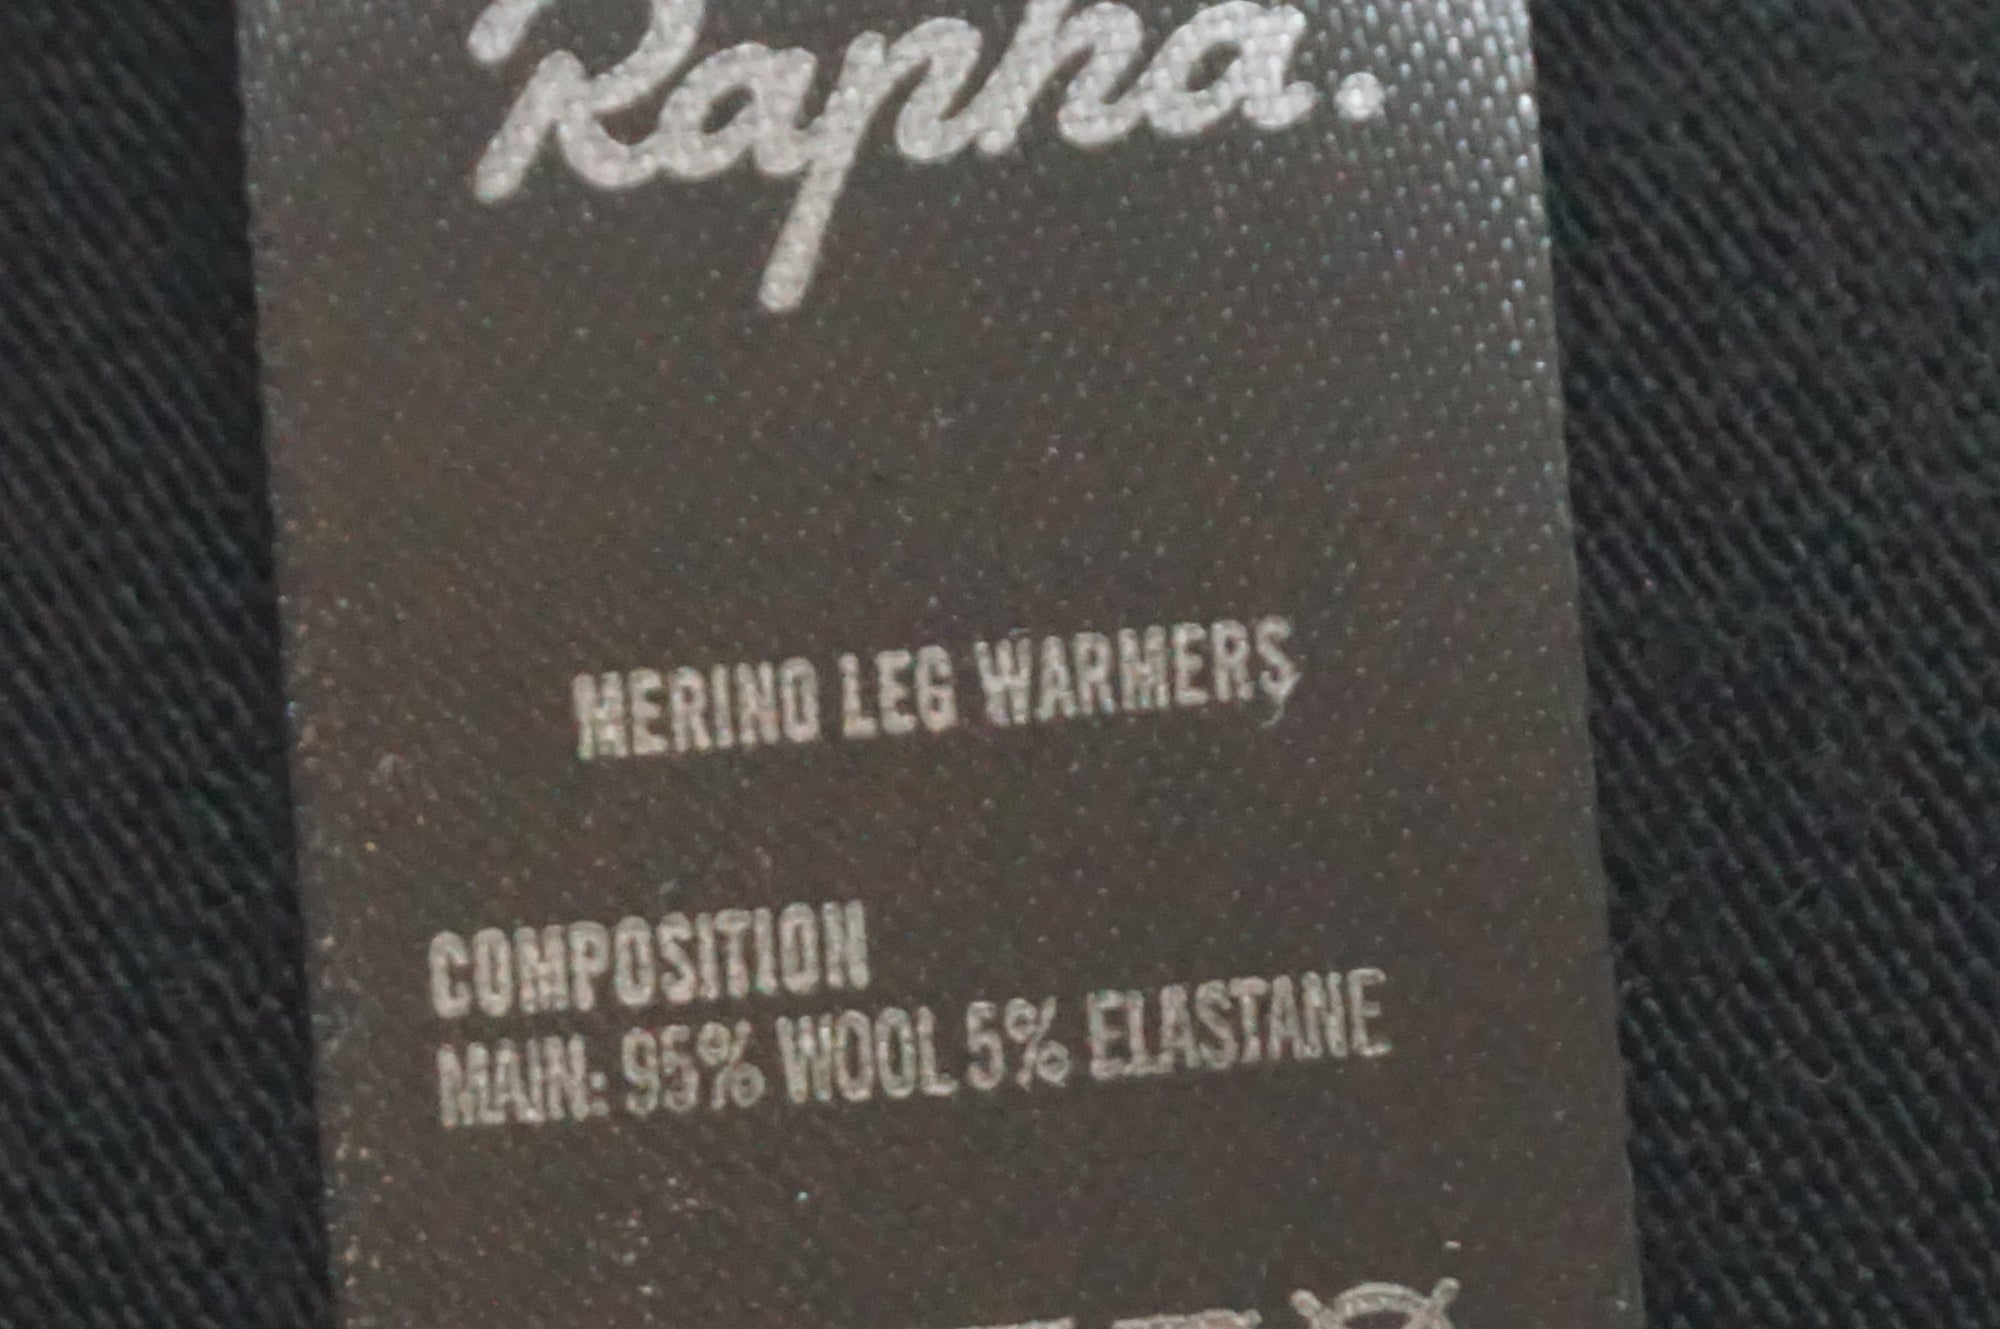 Rapha.
MERINO LEG WARMERS
COMPOSITION
MAIN: 95% WOOL 5% ELASTANE